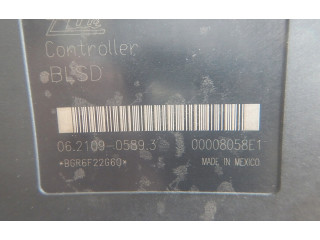 Controller
BLSD
06.2109-0589.3 00008058E1
*BGR6F22G60* MADE IN MEXICO